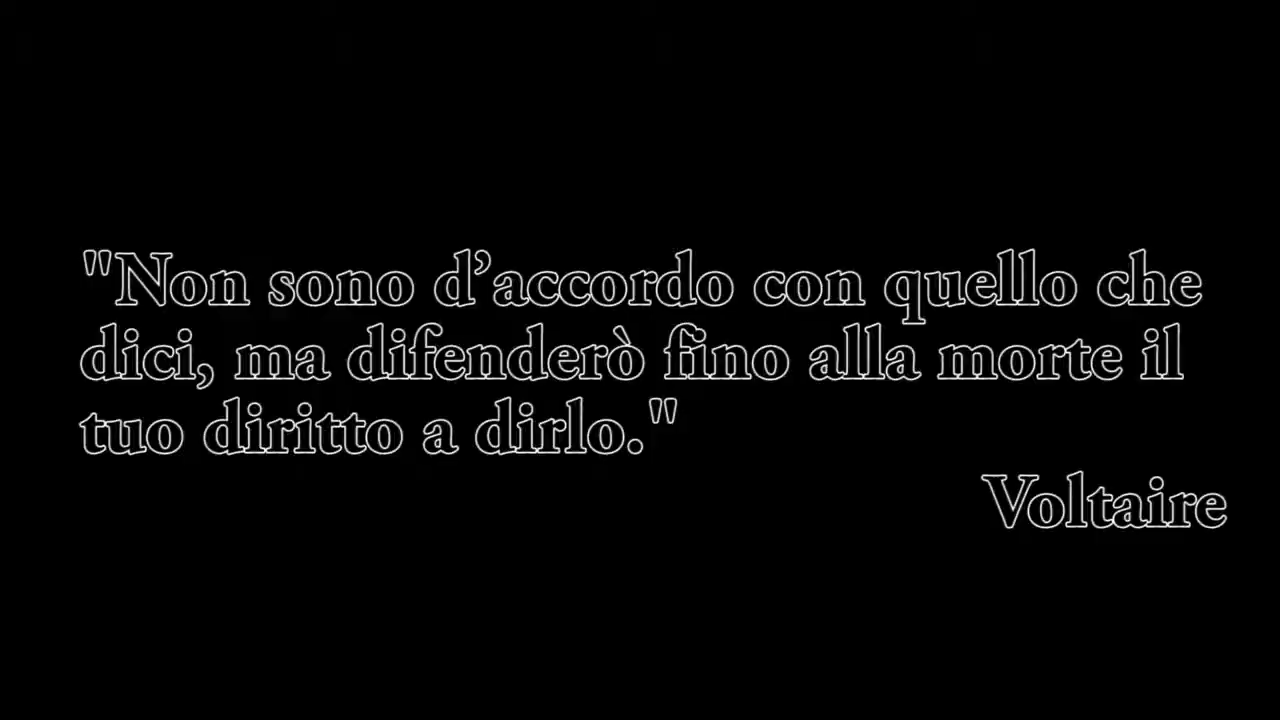 "Non sono d’accordo con quello che
dici, ma difenderò fino alla morte il
tuo diritto a dirlo."
Voltaire